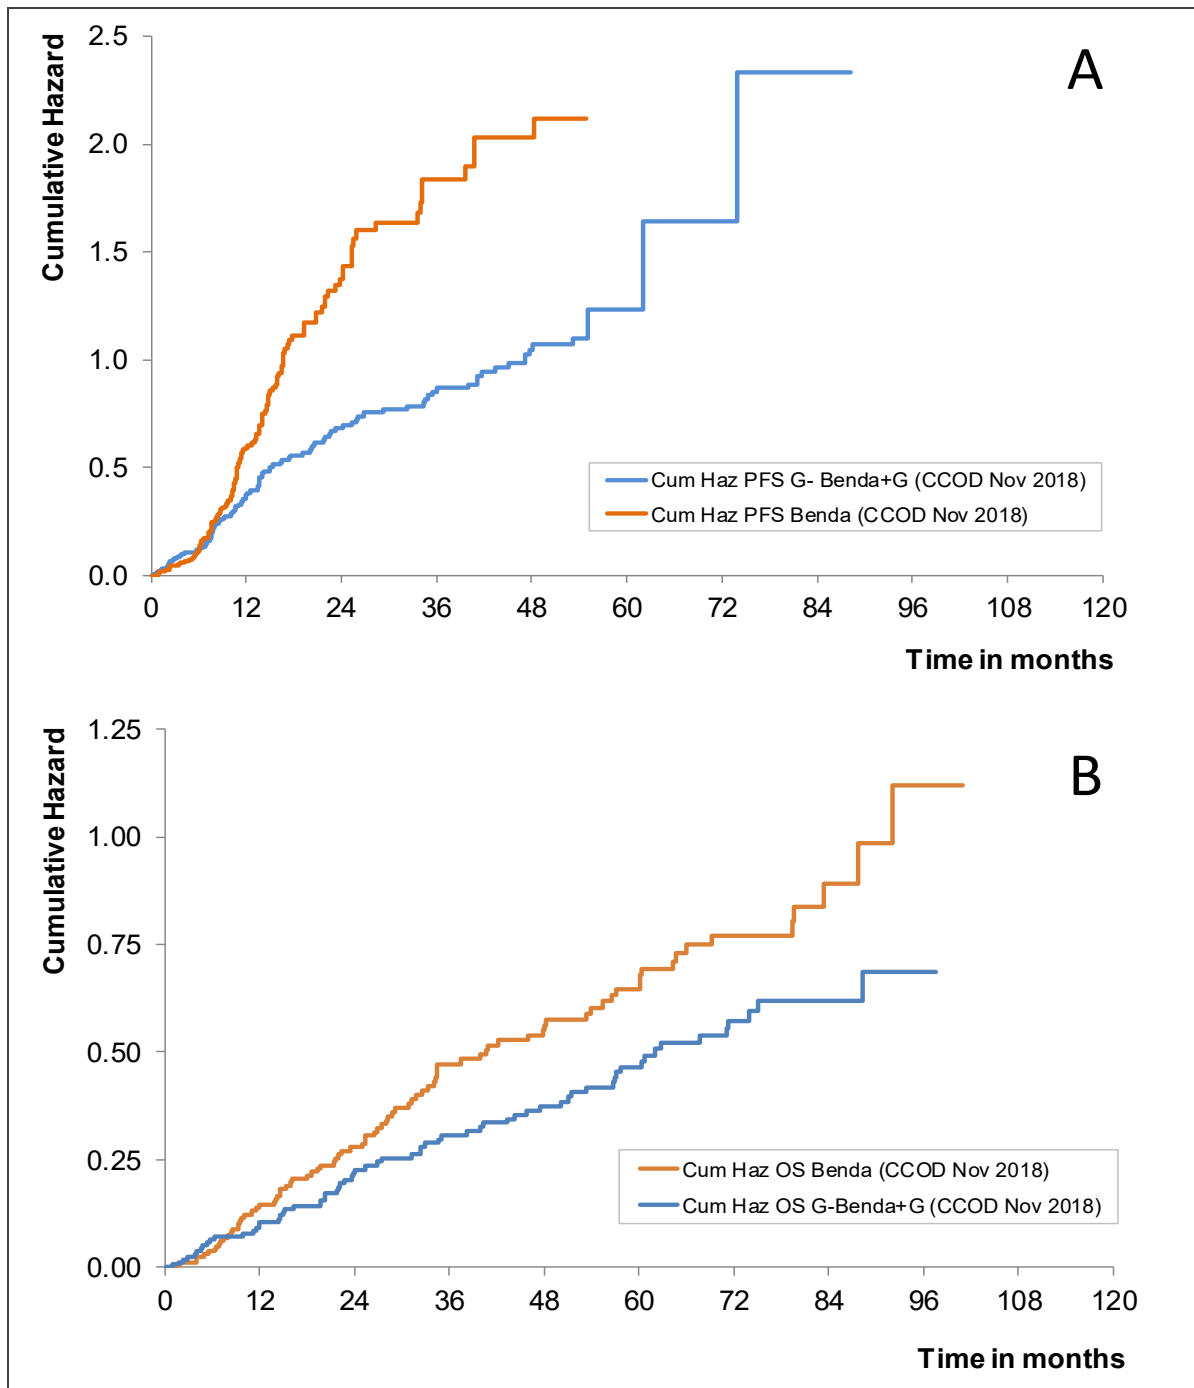 A
Cumulative Hazard
2.5
2.0
1.5
1.0
0.5
0.0
Cum Haz PFS G- Benda+G (CCOD Nov 2018)
Cum Haz PFS Benda (CCOD Nov 2018)
0 12 24 36 48 60 72 84 96 108 120
Time in months
B
Cumulative Hazard
1.25
1.00
0.75
0.50
0.25
0.00
Cum Haz OS Benda (CCOD Nov 2018)
Cum Haz OS G-Benda+G (CCOD Nov 2018)
0 12 24 36 48 60 72 84 96 108 120
Time in months